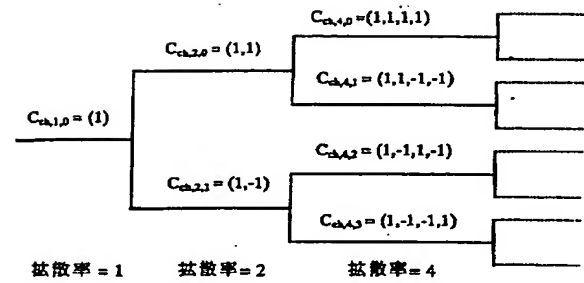 C_ch,4,0 = (1,1,1,1)
C_ch,2,0 = (1,1)
C_ch,4,1 = (1,1,-1,-1)
C_ch,1,0 = (1)
C_ch,4,2 = (1,-1,1,-1)
C_ch,2,1 = (1,-1)
C_ch,4,3 = (1,-1,-1,1)
拡散率 = 1 拡散率 = 2 拡散率 = 4